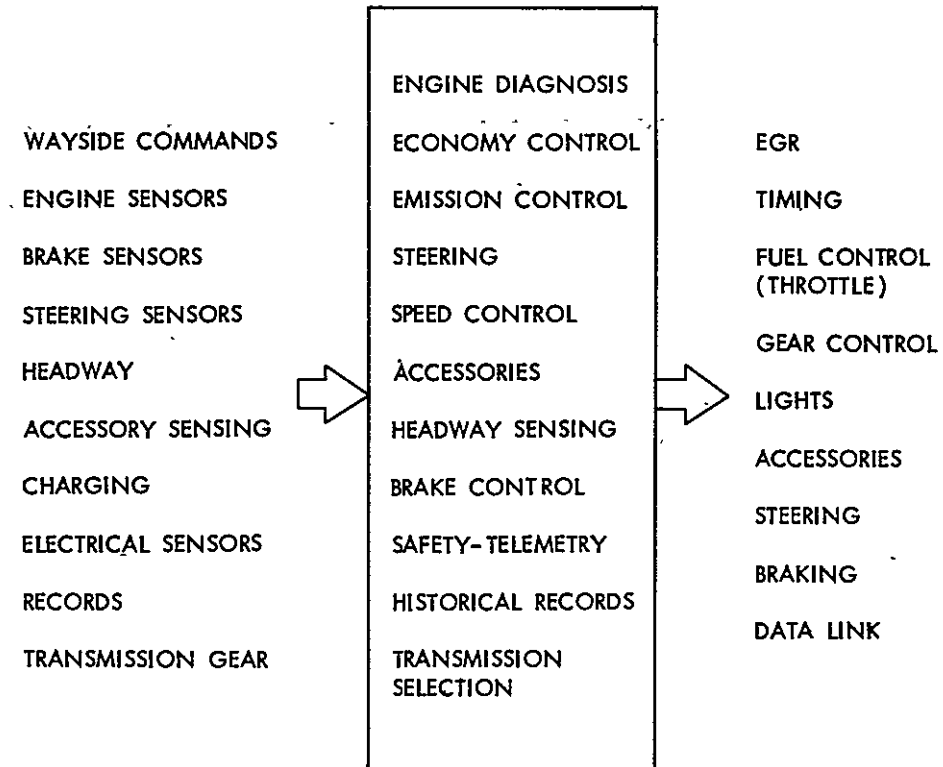 WAYSIDE COMMANDS
ENGINE SENSORS
BRAKE SENSORS
STEERING SENSORS
HEADWAY
ACCESSORY SENSING
CHARGING
ELECTRICAL SENSORS
RECORDS
TRANSMISSION GEAR
ENGINE DIAGNOSIS
ECONOMY CONTROL
EMISSION CONTROL
STEERING
SPEED CONTROL
ACCESSORIES
HEADWAY SENSING
BRAKE CONTROL
SAFETY-TELEMETRY
HISTORICAL RECORDS
TRANSMISSION
SELECTION
EGR
TIMING
FUEL CONTROL
(THROTTLE)
GEAR CONTROL
LIGHTS
ACCESSORIES
STEERING
BRAKING
DATA LINK